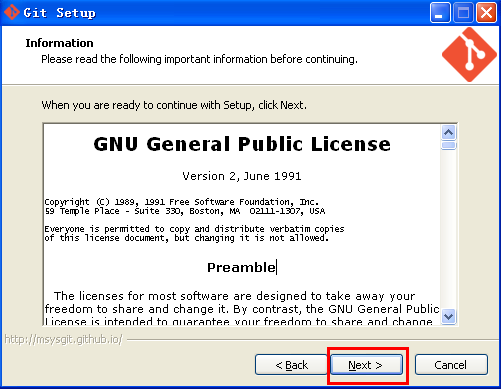 Git Setup
Information
Please read the following important information before continuing.
When you are ready to continue with Setup, click Next.
GNU General Public License
Version 2, June 1991
Copyright (C) 1989, 1991 Free Software Foundation, Inc.
59 Temple Place - Suite 330, Boston, MA  02111-1307, USA
Everyone is permitted to copy and distribute verbatim copies
of this license document, but changing it is not allowed.
Preamble
The licenses for most software are designed to take away your
freedom to share and change it. By contrast, the GNU General Public
License is intended to guarantee your freedom to share and change
http://msysgit.github.io/
< Back
Next >
Cancel